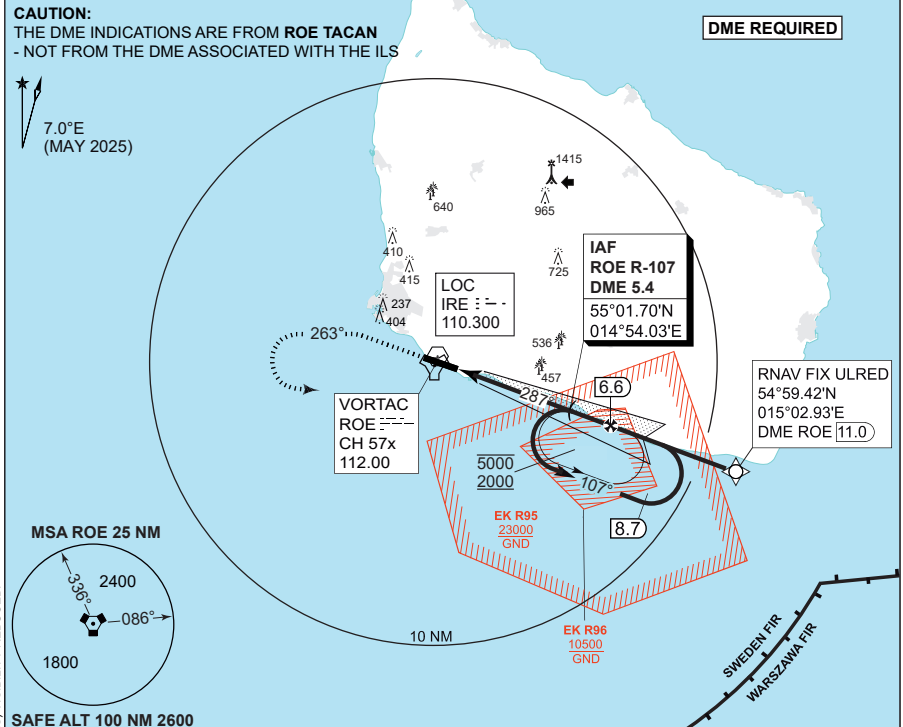 CAUTION:
THE DME INDICATIONS ARE FROM ROE TACAN
- NOT FROM THE DME ASSOCIATED WITH THE ILS
DME REQUIRED
7.0°E
(MAY 2025)
1415
640
965
410
415
725
IAF
ROE R-107
DME 5.4
55°01.70'N
014°54.03'E
LOC
IRE
110.300
237
404
263°
536
457
287°
6.6
RNAV FIX ULRED
54°59.42'N
015°02.93'E
DME ROE 11.0
VORTAC
ROE
CH 57x
112.00
5000
2000
107°
8.7
EK R95
23000
GND
EK R96
10500
GND
10 NM
MSA ROE 25 NM
336°
2400
086°
1800
SAFE ALT 100 NM 2600
SWEDEN FIR
WARSZAWA FIR